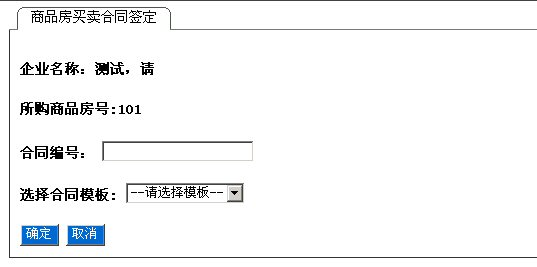 商品房买卖合同签定
企业名称：测试，请
所购商品房号:101
合同编号：
选择合同模板： --请选择模板--
确定 取消